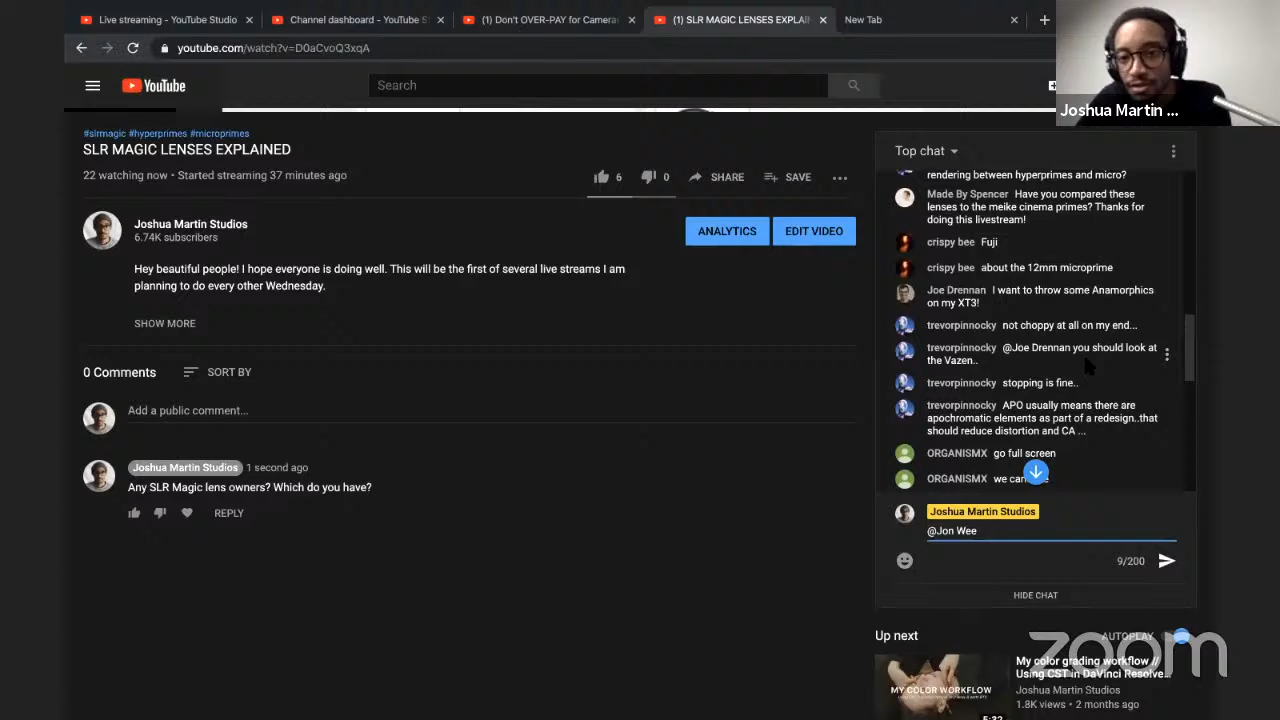 Live streaming - YouTube Studio
Channel dashboard - YouTube S
(1) Don't OVER-PAY for Camera
(1) SLR MAGIC LENSES EXPLAIN
New Tab
youtube.com/watch?v=D0aCvoQ3xqA
YouTube
Search
Joshua Martin ...
#slrmagic #hyperprimes #microprimes
SLR MAGIC LENSES EXPLAINED
22 watching now • Started streaming 37 minutes ago
6
0
SHARE
SAVE
Joshua Martin Studios
6.74K subscribers
ANALYTICS
EDIT VIDEO
Hey beautiful people! I hope everyone is doing well. This will be the first of several live streams I am
planning to do every other Wednesday.
SHOW MORE
0 Comments
SORT BY
Add a public comment...
Joshua Martin Studios 1 second ago
Any SLR Magic lens owners? Which do you have?
REPLY
Top chat
rendering between hyperprimes and micro?
Made By Spencer Have you compared these
lenses to the meike cinema primes? Thanks for
doing this livestream!
crispy bee Fuji
crispy bee about the 12mm microprime
Joe Drennan I want to throw some Anamorphics
on my XT3!
trevorpinnocky not choppy at all on my end...
trevorpinnocky @Joe Drennan you should look at
the Vazen..
trevorpinnocky stopping is fine..
trevorpinnocky APO usually means there are
apochromatic elements as part of a redesign..that
should reduce distortion and CA ...
ORGANISMX go full screen
ORGANISMX we can
Joshua Martin Studios
@Jon Wee
9/200
HIDE CHAT
Up next
AUTOPLAY
zoom
MY COLOR WORKFLOW
5:32
My color grading workflow //
Using CST in DaVinci Resolve...
Joshua Martin Studios
1.8K views • 2 months ago